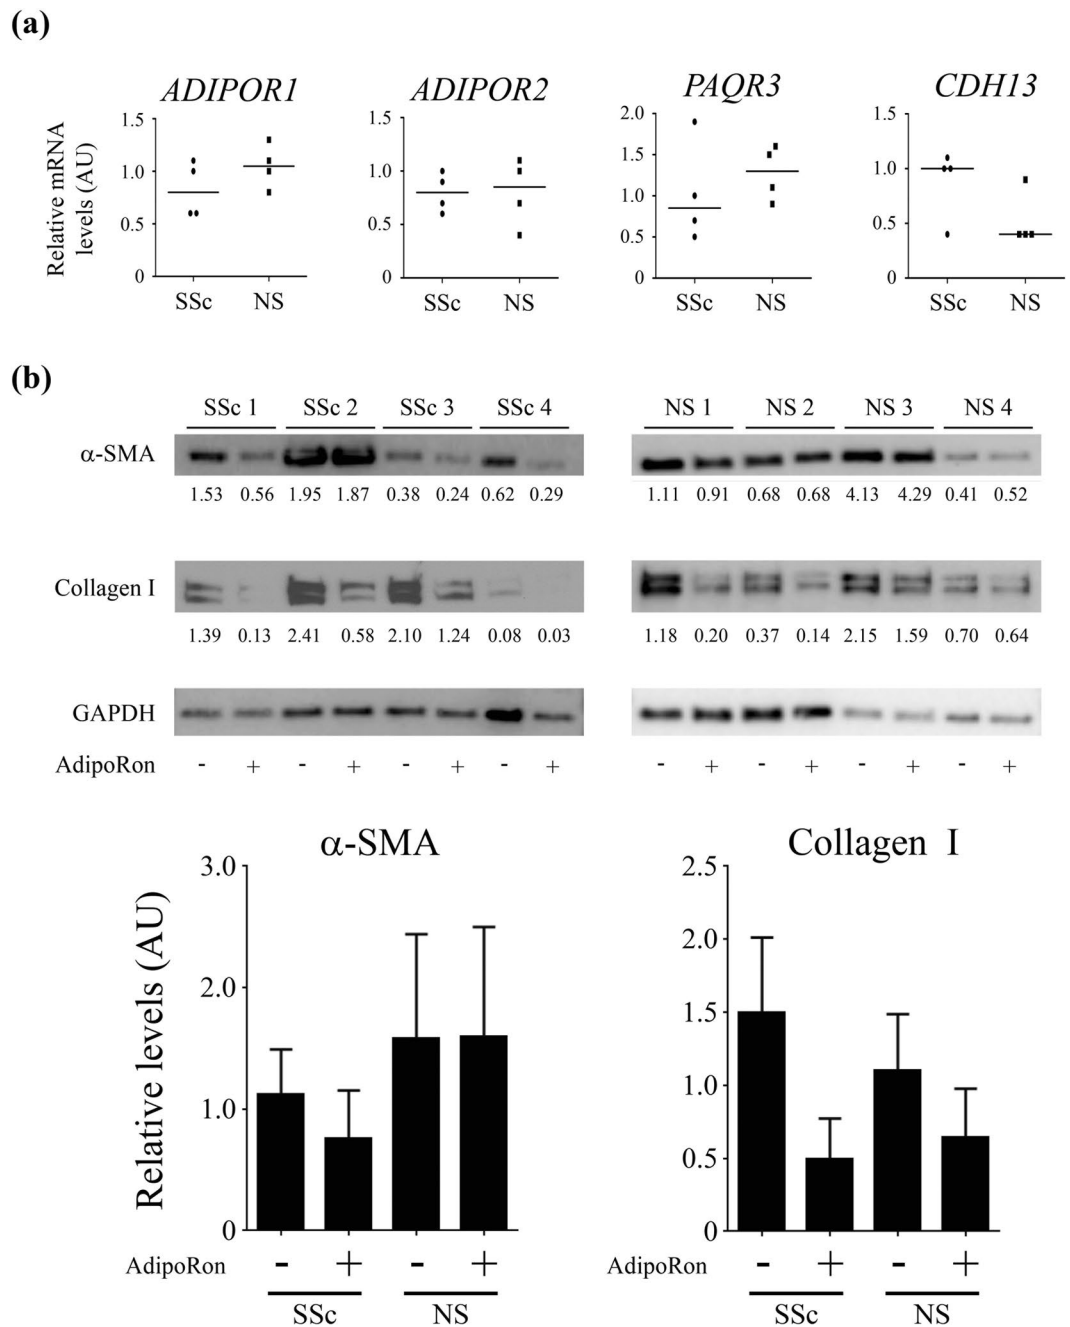 (a)
ADIPOR1 ADIPOR2 PAQR3 CDH13
Relative mRNA
levels (AU)
1.5 1.5 2.0 1.5
1.5
1.0 1.0 1.0 1.0
0.5 0.5 0.5 0.5
0 0 0 0
SSc NS SSc NS SSc NS SSc NS
(b)
SSc 1 SSc 2 SSc 3 SSc 4 NS 1 NS 2 NS 3 NS 4
α-SMA
1.53 0.56 1.95 1.87 0.38 0.24 0.62 0.29 1.11 0.91 0.68 0.68 4.13 4.29 0.41 0.52
Collagen I
1.39 0.13 2.41 0.58 2.10 1.24 0.08 0.03 1.18 0.20 0.37 0.14 2.15 1.59 0.70 0.64
GAPDH
AdipoRon - + - + - + - + - + - + - + - +
α-SMA
Relative levels (AU)
3.0
2.0
1.0
0
AdipoRon - + - +
SSc NS
Collagen I
2.5
2.0
1.5
1.0
0.5
0
AdipoRon - + - +
SSc NS